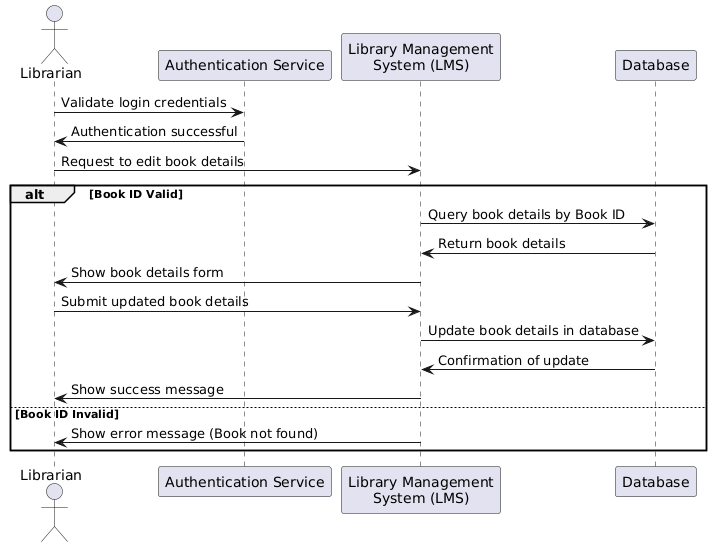 Librarian
Authentication Service
Library Management
System (LMS)
Database
Validate login credentials
Authentication successful
Request to edit book details
alt
[Book ID Valid]
Query book details by Book ID
Return book details
Show book details form
Submit updated book details
Update book details in database
Confirmation of update
Show success message
[Book ID Invalid]
Show error message (Book not found)
Librarian
Authentication Service
Library Management
System (LMS)
Database